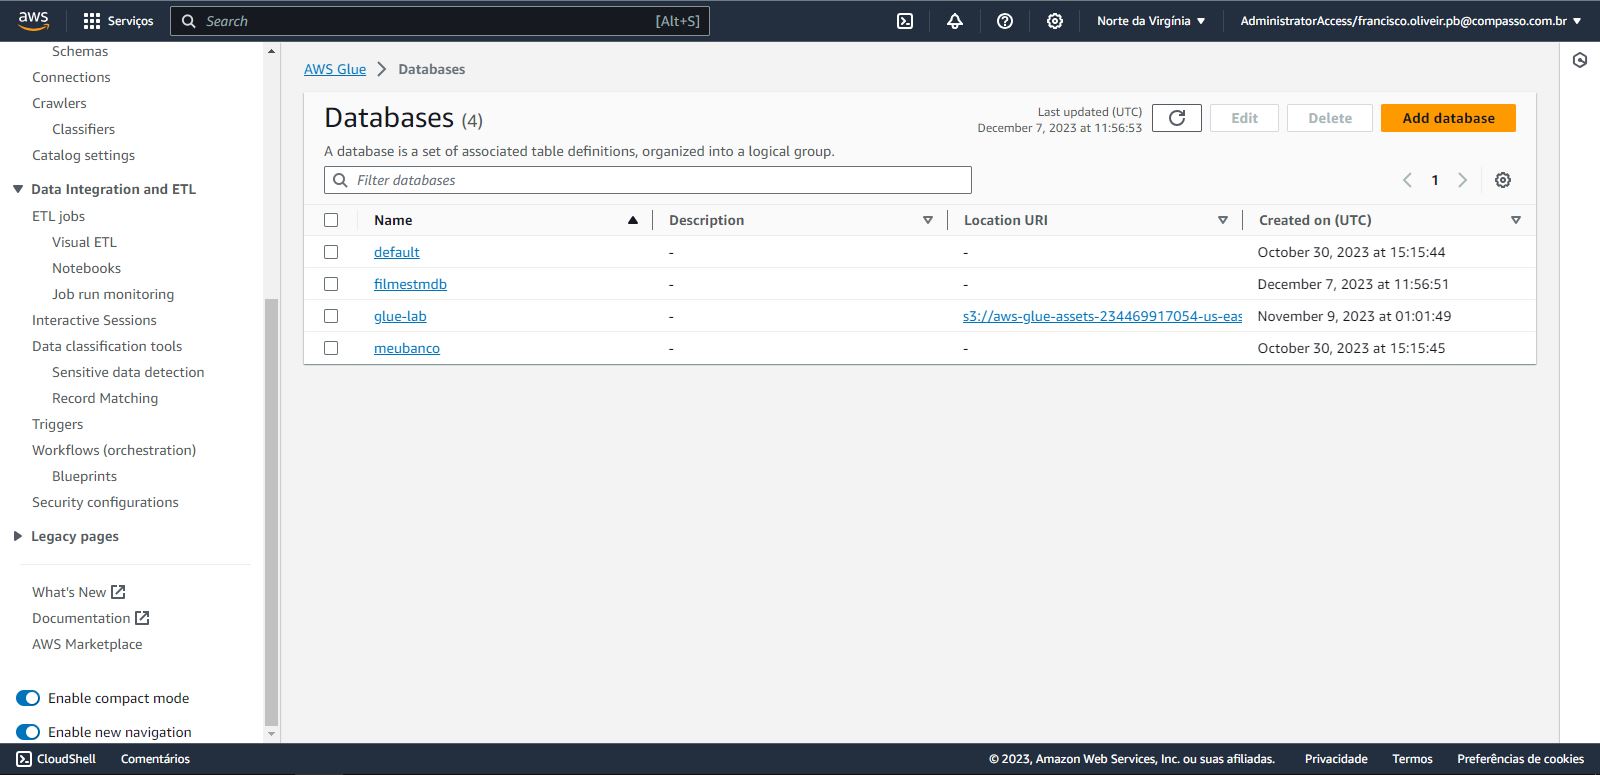 aws Serviços Search [Alt+S] Norte da Virgínia AdministratorAccess/francisco.oliveir.pb@compasso.com.br
Schemas
Connections
Crawlers
Classifiers
Catalog settings
Data Integration and ETL
ETL jobs
Visual ETL
Notebooks
Job run monitoring
Interactive Sessions
Data classification tools
Sensitive data detection
Record Matching
Triggers
Workflows (orchestration)
Blueprints
Security configurations
Legacy pages
What's New
Documentation
AWS Marketplace
Enable compact mode
Enable new navigation
AWS Glue Databases
Databases (4)
Last updated (UTC)
December 7, 2023 at 11:56:53
Edit Delete Add database
A database is a set of associated table definitions, organized into a logical group.
Filter databases
1
Name Description Location URI Created on (UTC)
default - - October 30, 2023 at 15:15:44
filmestmdb - - December 7, 2023 at 11:56:51
glue-lab - s3://aws-glue-assets-234469917054-us-eas November 9, 2023 at 01:01:49
meubanco - - October 30, 2023 at 15:15:45
CloudShell Comentários © 2023, Amazon Web Services, Inc. ou suas afiliadas. Privacidade Termos Preferências de cookies